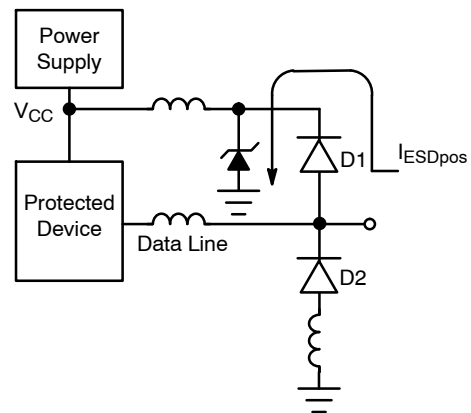 Power
Supply
VCC
D1
IESDpos
Protected
Device
Data Line
D2